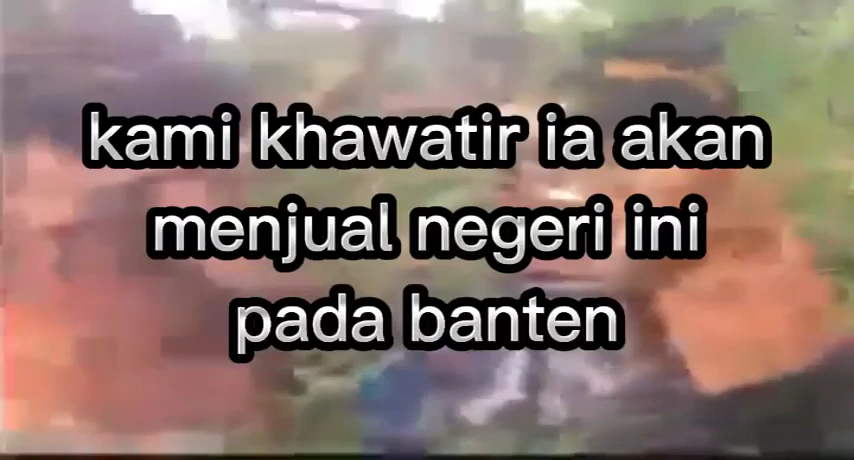 kami khawatir ia akan
menjual negeri ini
pada banten